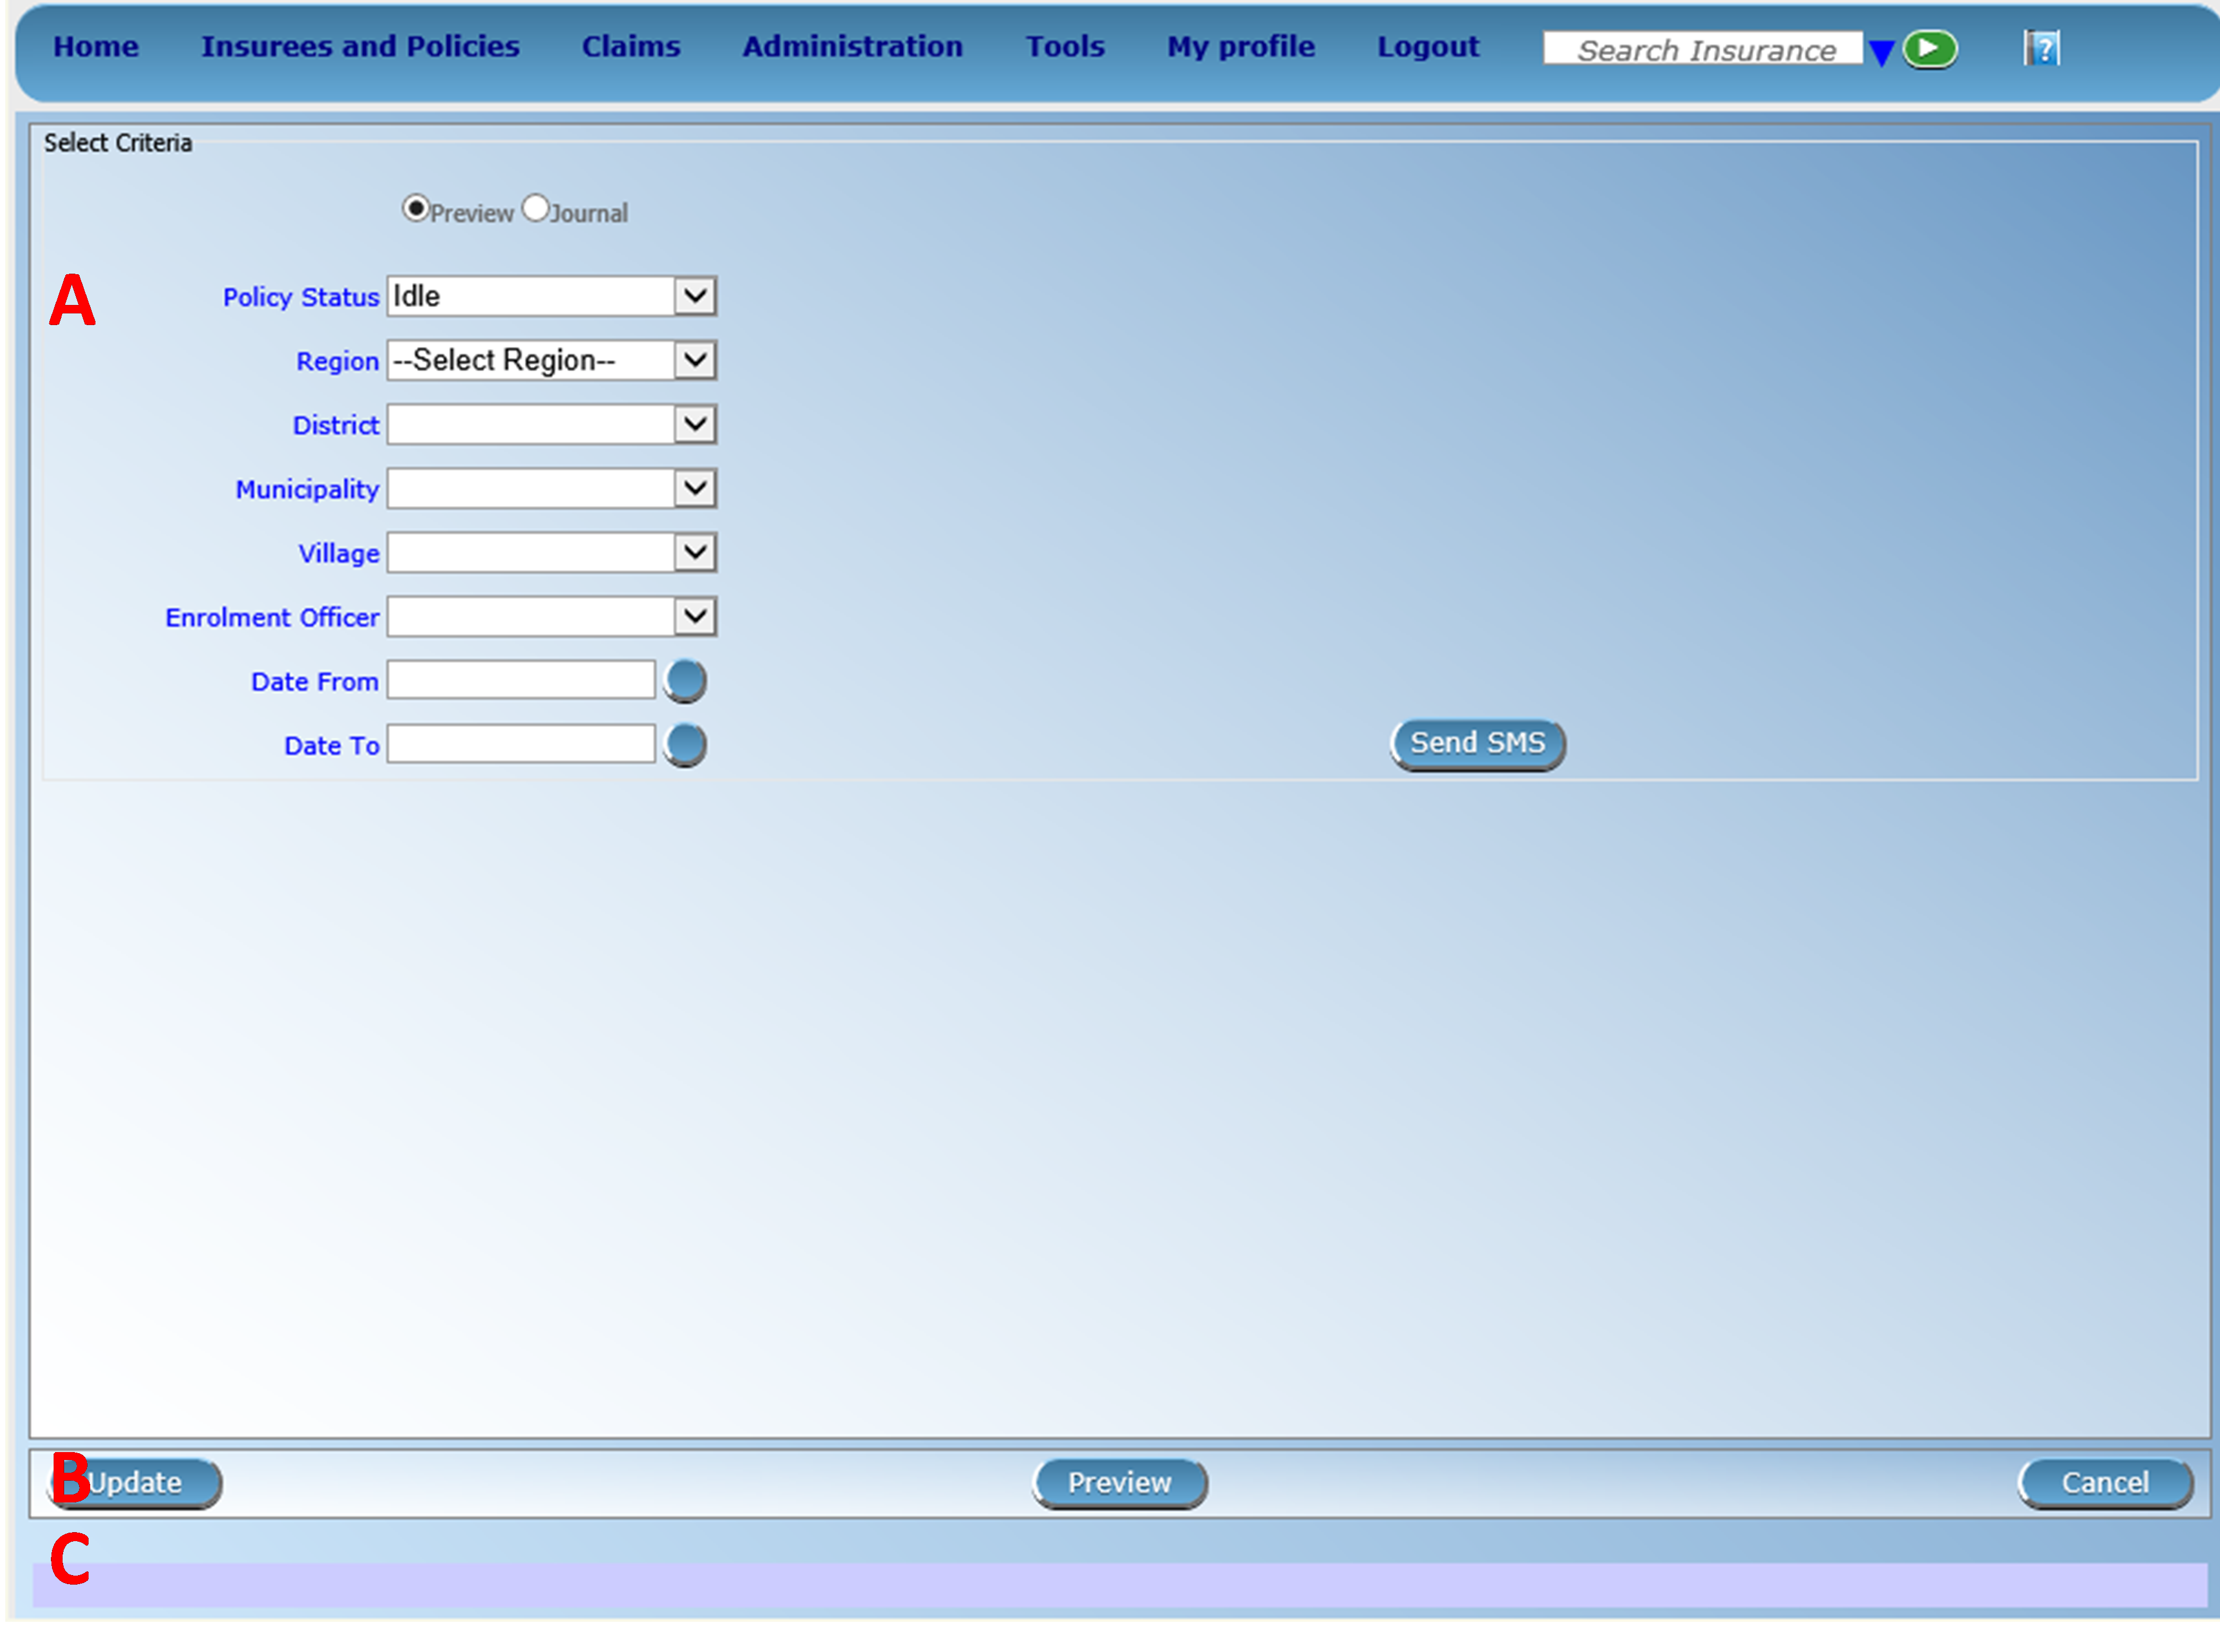 Home Insurees and Policies Claims Administration Tools My profile Logout Search Insurance ?
Select Criteria
Preview Journal
A
Policy Status Idle
Region --Select Region--
District
Municipality
Village
Enrolment Officer
Date From
Date To
Send SMS
B Update Preview Cancel
C